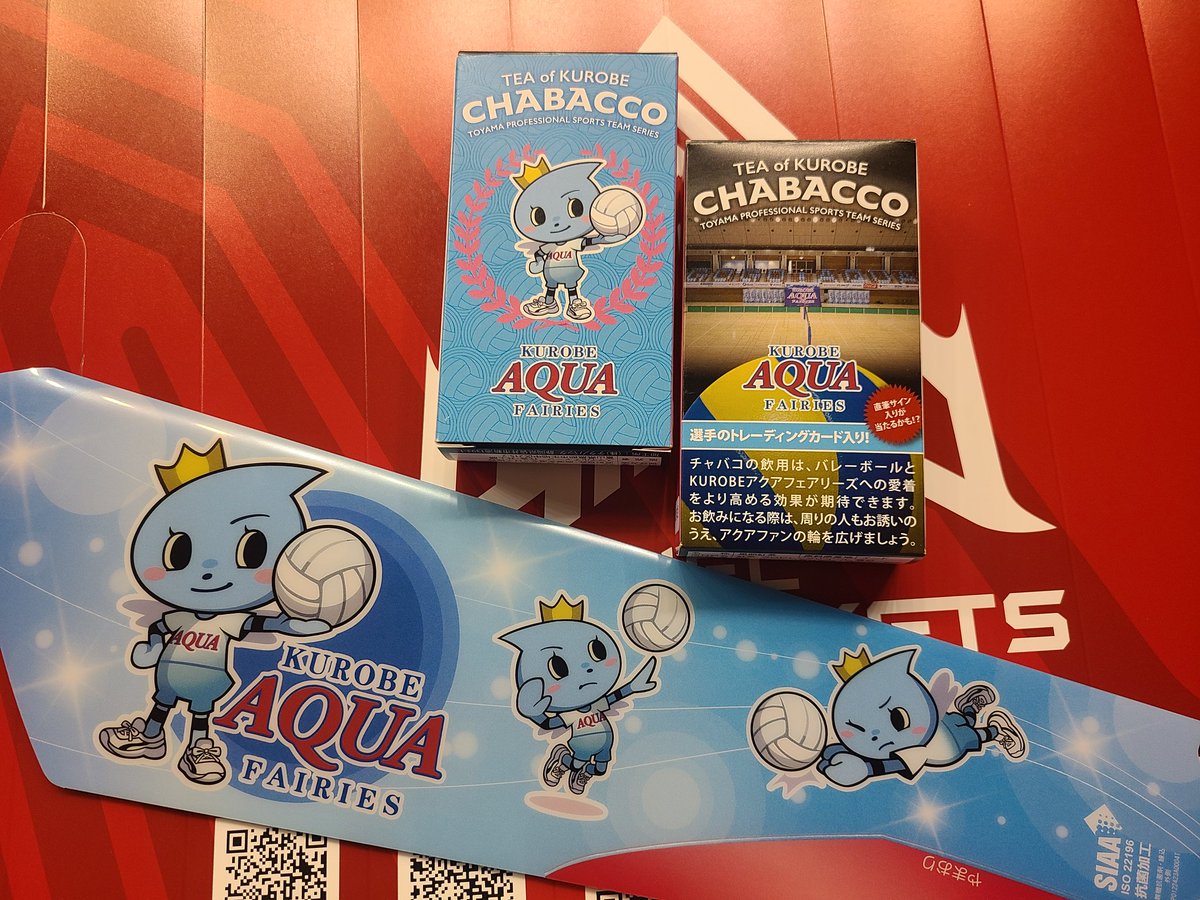 TEA of KUROBE
CHABACCO
TOYAMA PROFESSIONAL SPORTS TEAM SERIES
AQUA
KUROBE
AQUA
FAIRIES
TEA of KUROBE
CHABACCO
TOYAMA PROFESSIONAL SPORTS TEAM SERIES
KUROBE
AQUA
FAIRIES
KUROBE
AQUA
FAIRIES
直筆サイン
入りが
当たるかも!?
選手のトレーディングカード入り!
チャバコの飲用は、バレーボールと
KUROBEアクアフェアリーズへの愛着
をより高める効果が期待できます。
お飲みになる際は、周りの人もお誘いの
うえ、アクアファンの輪を広げましょう。
AQUA
KUROBE
AQUA
FAIRIES
AQUA
やまおり
SIAA
ISO 22196
抗菌加工